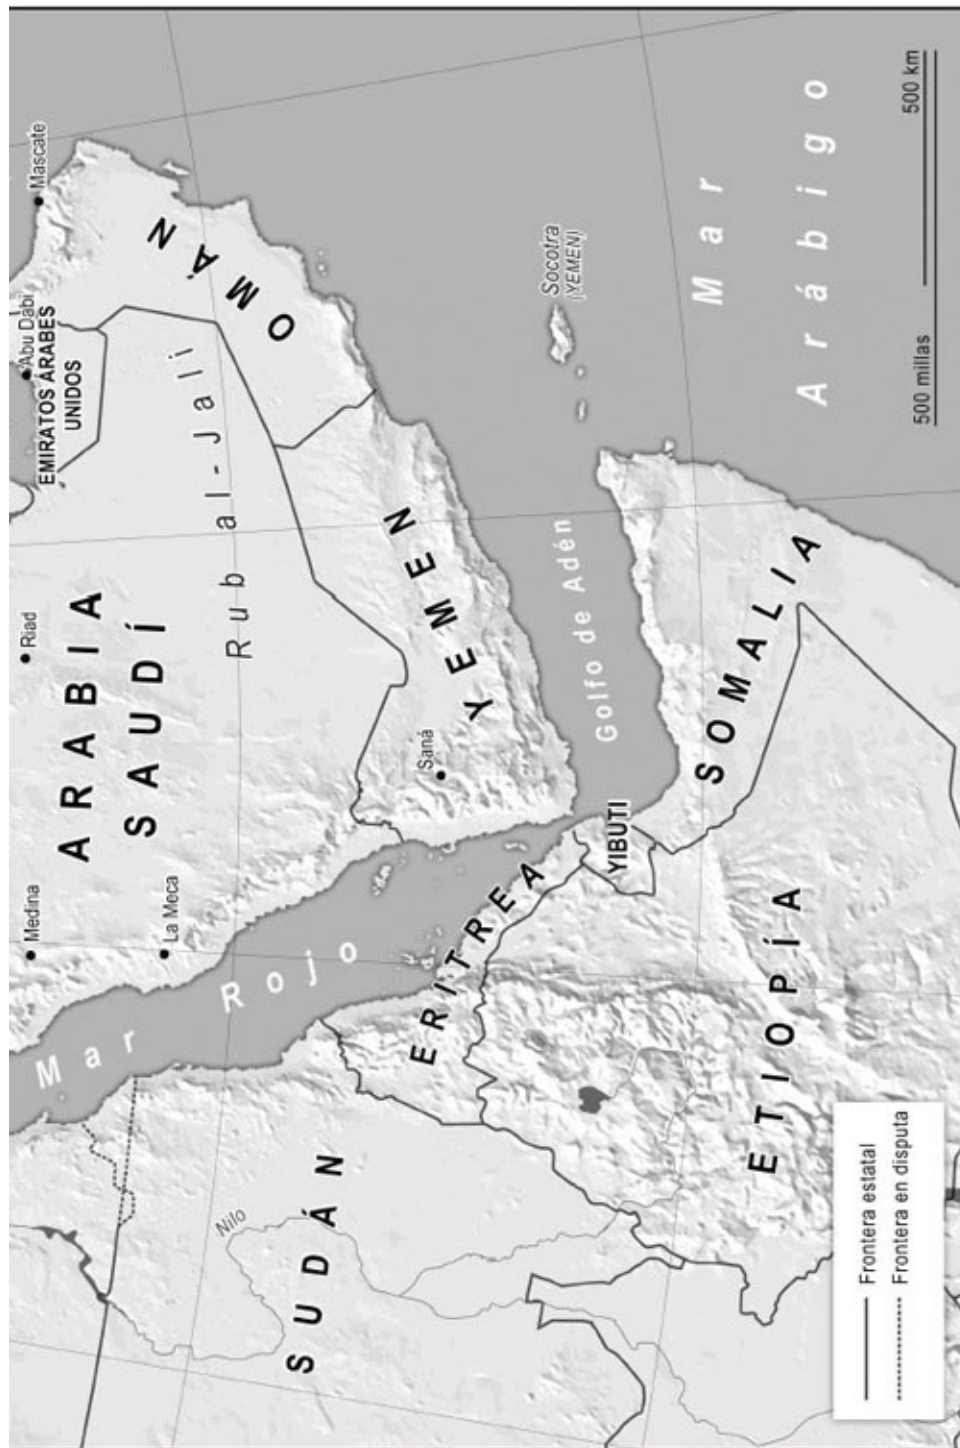 Medina
La Meca
Riad
Abu Dabi
Mascate
EMIRATOS ÁRABES
UNIDOS
ARABIA
SAUDÍ
OMÁN
Rub al-Jali
Mar Rojo
Nilo
SUDÁN
ERITREA
Saná
YEMEN
Golfo de Adén
Socotra
(YEMEN)
YIBUTI
SOMALIA
ETIOPÍA
Mar
Arábigo
Frontera estatal
Frontera en disputa
500 millas
500 km